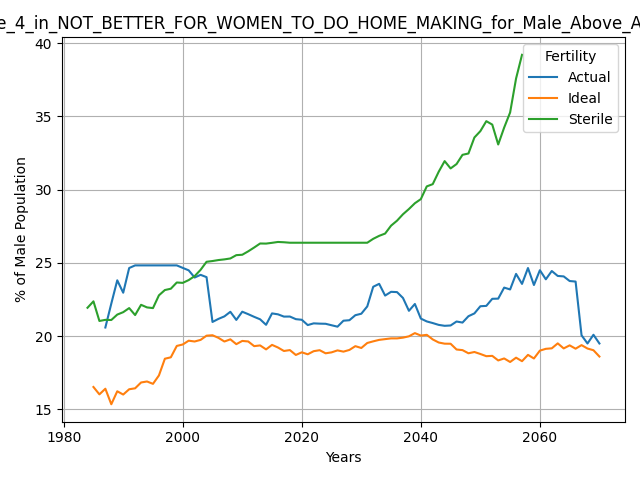 e_4_in_NOT_BETTER_FOR_WOMEN_TO_DO_HOME_MAKING_for_Male_Above_A
Fertility
Actual
Ideal
Sterile
% of Male Population
40
35
30
25
20
15
1980
2000
2020
2040
2060
Years